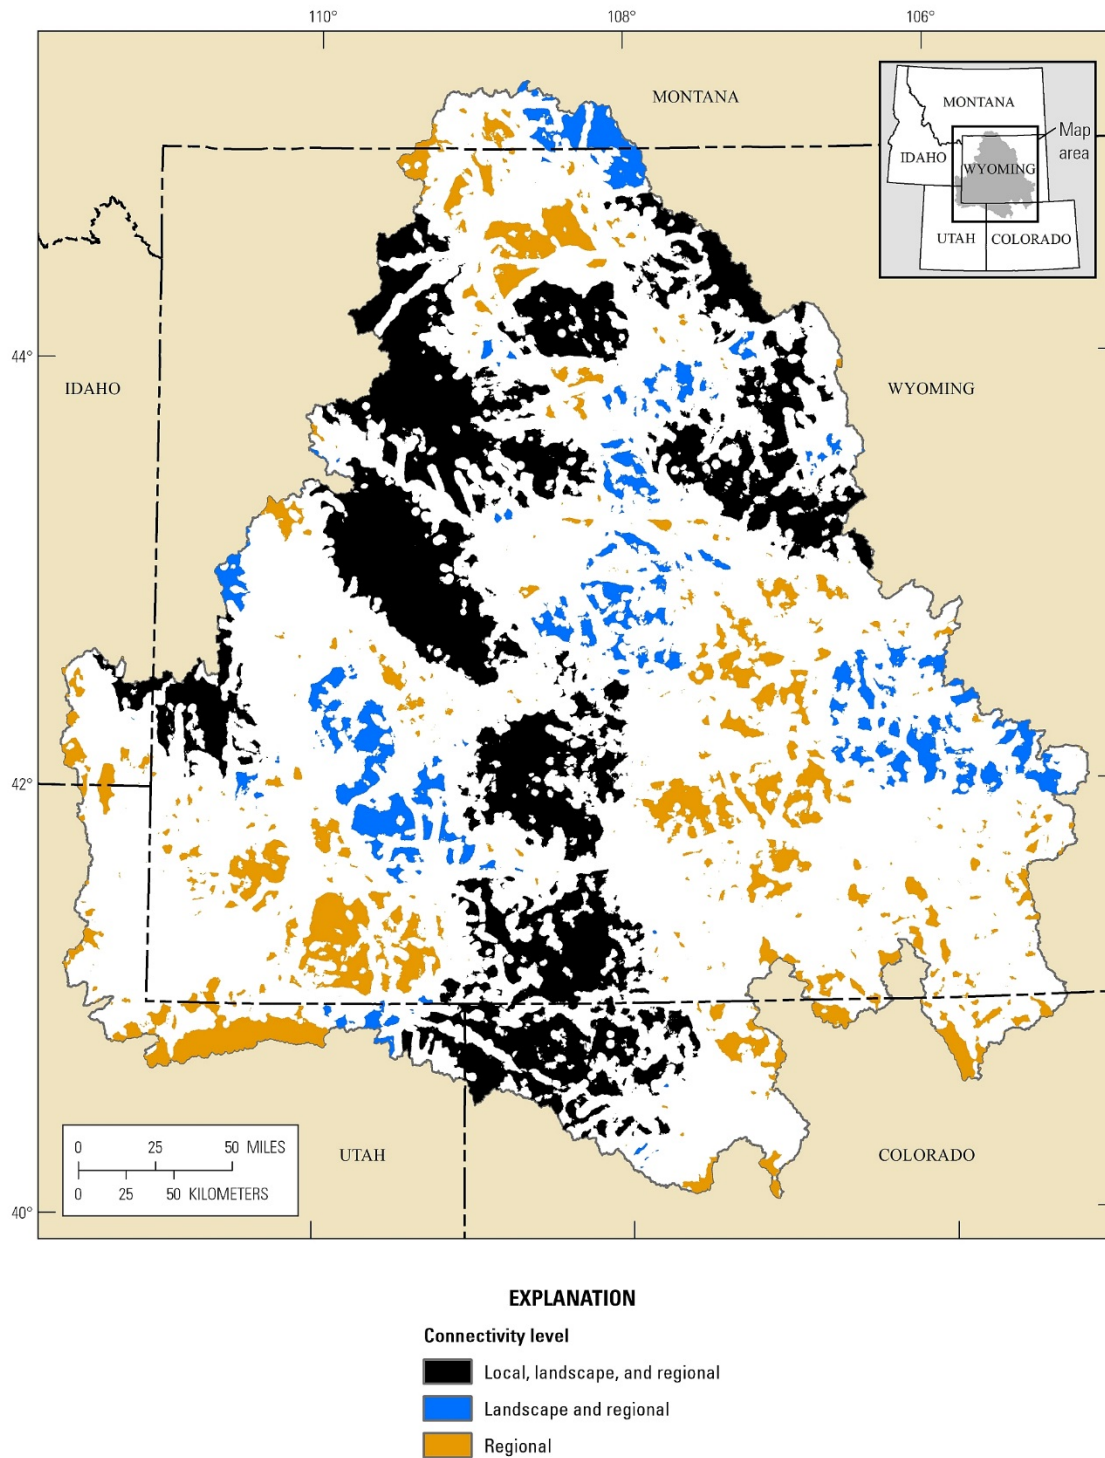 110°
108°
106°
MONTANA
MONTANA
Map
area
IDAHO
WYOMING
UTAH
COLORADO
44°
IDAHO
WYOMING
42°
0 25 50 MILES
0 25 50 KILOMETERS
UTAH
COLORADO
40°
EXPLANATION
Connectivity level
Local, landscape, and regional
Landscape and regional
Regional